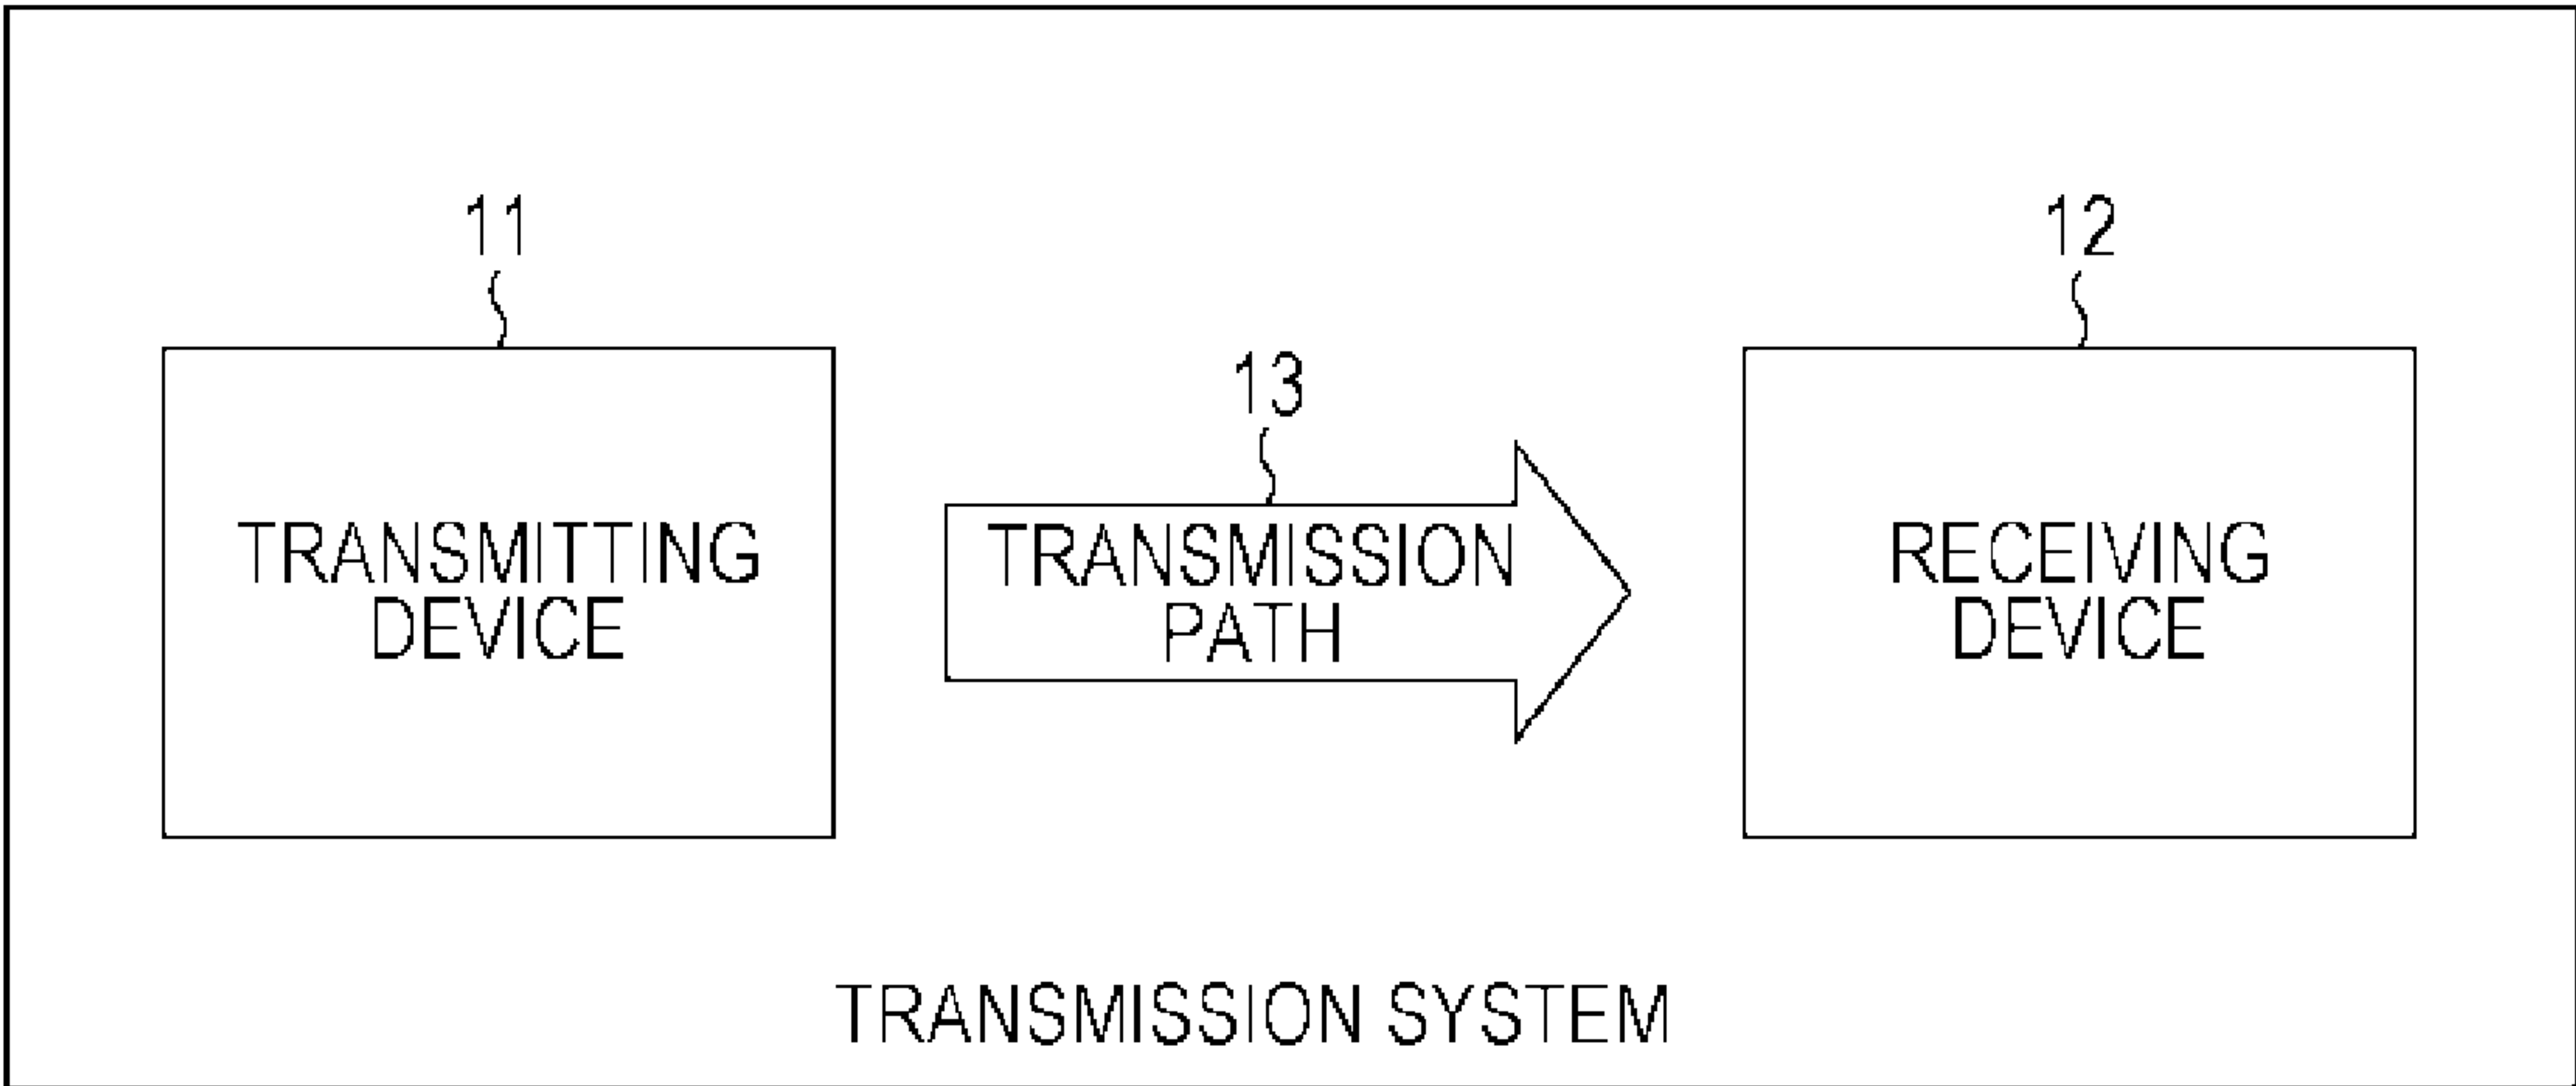 11
12
13
TRANSMITTING
DEVICE
TRANSMISSION
PATH
RECEIVING
DEVICE
TRANSMISSION SYSTEM